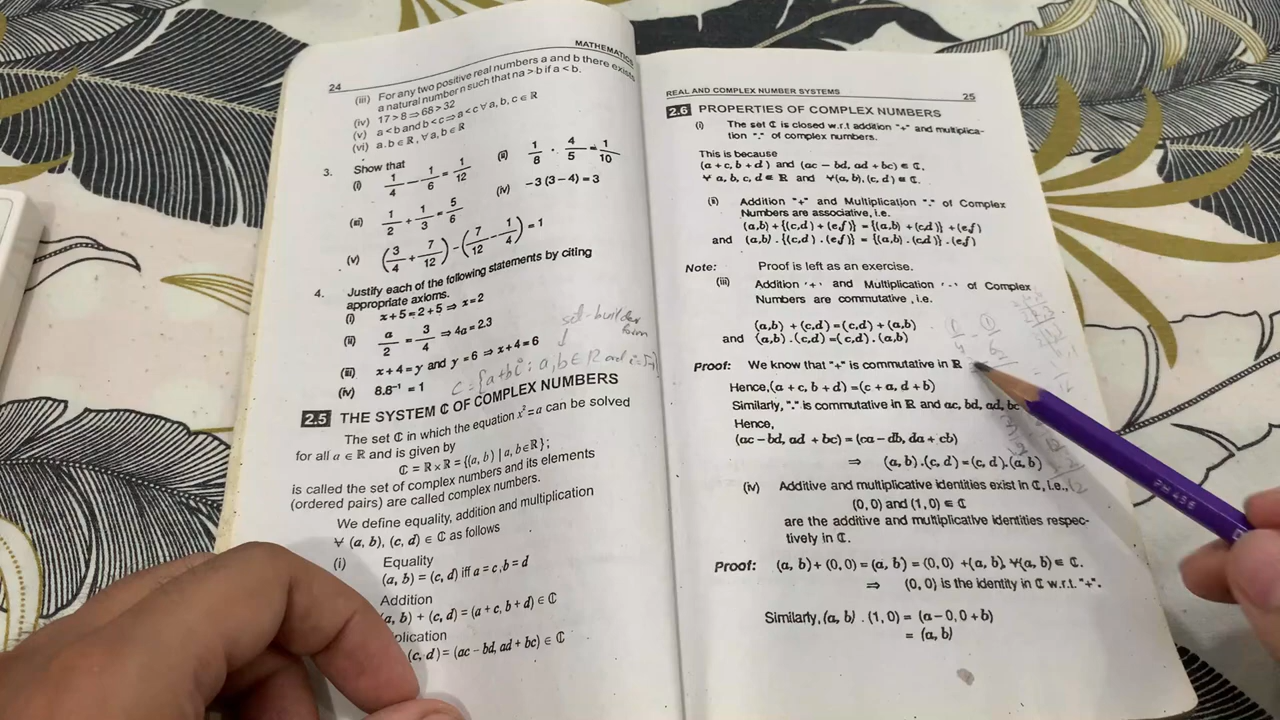 24
MATHEMATICS
(iii) For any two positive real numbers a and b there exists
a natural number n such that na > b if a < b.
(iv) 17 > 8 ⇒ 68 > 32
(v) a < b and b < c ⇒ a < c ∀ a, b, c ∈ ℝ
(vi) a . b ∈ ℝ, ∀ a, b ∈ ℝ
3. Show that
(i) 1/4 - 1/6 = 1/12 (ii) 1/8 . 4/5 = 1/10
(iii) 1/2 + 1/3 = 5/6 (iv) -3 (3 - 4) = 3
(v) (3/4 + 7/12) - (7/12 - 1/4) = 1
4. Justify each of the following statements by citing
appropriate axioms.
(i) x + 5 = 2 + 5 ⇒ x = 2
(ii) a/2 = 3/4 ⇒ 4a = 2.3
(iii) x + 4 = y and y = 6 ⇒ x + 4 = 6
(iv) 8.8⁻¹ = 1
set-builder
form
↓
C = {a + bi : a, b ∈ R and i = √-1}
2.5 THE SYSTEM ℂ OF COMPLEX NUMBERS
The set ℂ in which the equation x² = a can be solved
for all a ∈ ℝ and is given by
ℂ = ℝ × ℝ = {(a, b) | a, b ∈ ℝ};
is called the set of complex numbers and its elements
(ordered pairs) are called complex numbers.
We define equality, addition and multiplication
∀ (a, b), (c, d) ∈ ℂ as follows
(i) Equality
(a, b) = (c, d) iff a = c, b = d
Addition
(a, b) + (c, d) = (a + c, b + d) ∈ ℂ
plication
(c, d) = (ac - bd, ad + bc) ∈ ℂ
REAL AND COMPLEX NUMBER SYSTEMS 25
2.6 PROPERTIES OF COMPLEX NUMBERS
(i) The set ℂ is closed w.r.t addition "+" and multiplica-
tion "." of complex numbers.
This is because
(a + c, b + d) and (ac - bd, ad + bc) ∈ ℂ,
∀ a, b, c, d ∈ ℝ and ∀(a, b), (c, d) ∈ ℂ.
(ii) Addition "+" and Multiplication "." of Complex
Numbers are associative, i.e.
(a,b) + {(c,d) + (e,f)} = {(a,b) + (c,d)} + (e,f)
and (a,b) . {(c,d) . (e,f)} = {(a,b) . (c,d)} . (e,f)
Note: Proof is left as an exercise.
(iii) Addition '+' and Multiplication '.' of Complex
Numbers are commutative , i.e.
(a,b) + (c,d) = (c,d) + (a,b)
and (a,b) . (c,d) = (c,d) . (a,b)
Proof: We know that "+" is commutative in ℝ
Hence,(a + c, b + d) = (c + a, d + b)
Similarly, "." is commutative in ℝ and ac, bd, ad, bc
Hence,
(ac - bd, ad + bc) = (ca - db, da + cb)
⇒ (a, b) . (c, d) = (c, d) . (a, b)
(iv) Additive and multiplicative identities exist in ℂ, i.e.,
(0, 0) and (1, 0) ∈ ℂ
are the additive and multiplicative identities respec-
tively in ℂ.
Proof: (a, b) + (0, 0) = (a, b) = (0, 0) + (a, b), ∀(a, b) ∈ ℂ.
⇒ (0, 0) is the identity in ℂ w.r.t. "+".
Similarly, (a, b) . (1, 0) = (a - 0, 0 + b)
= (a, b)